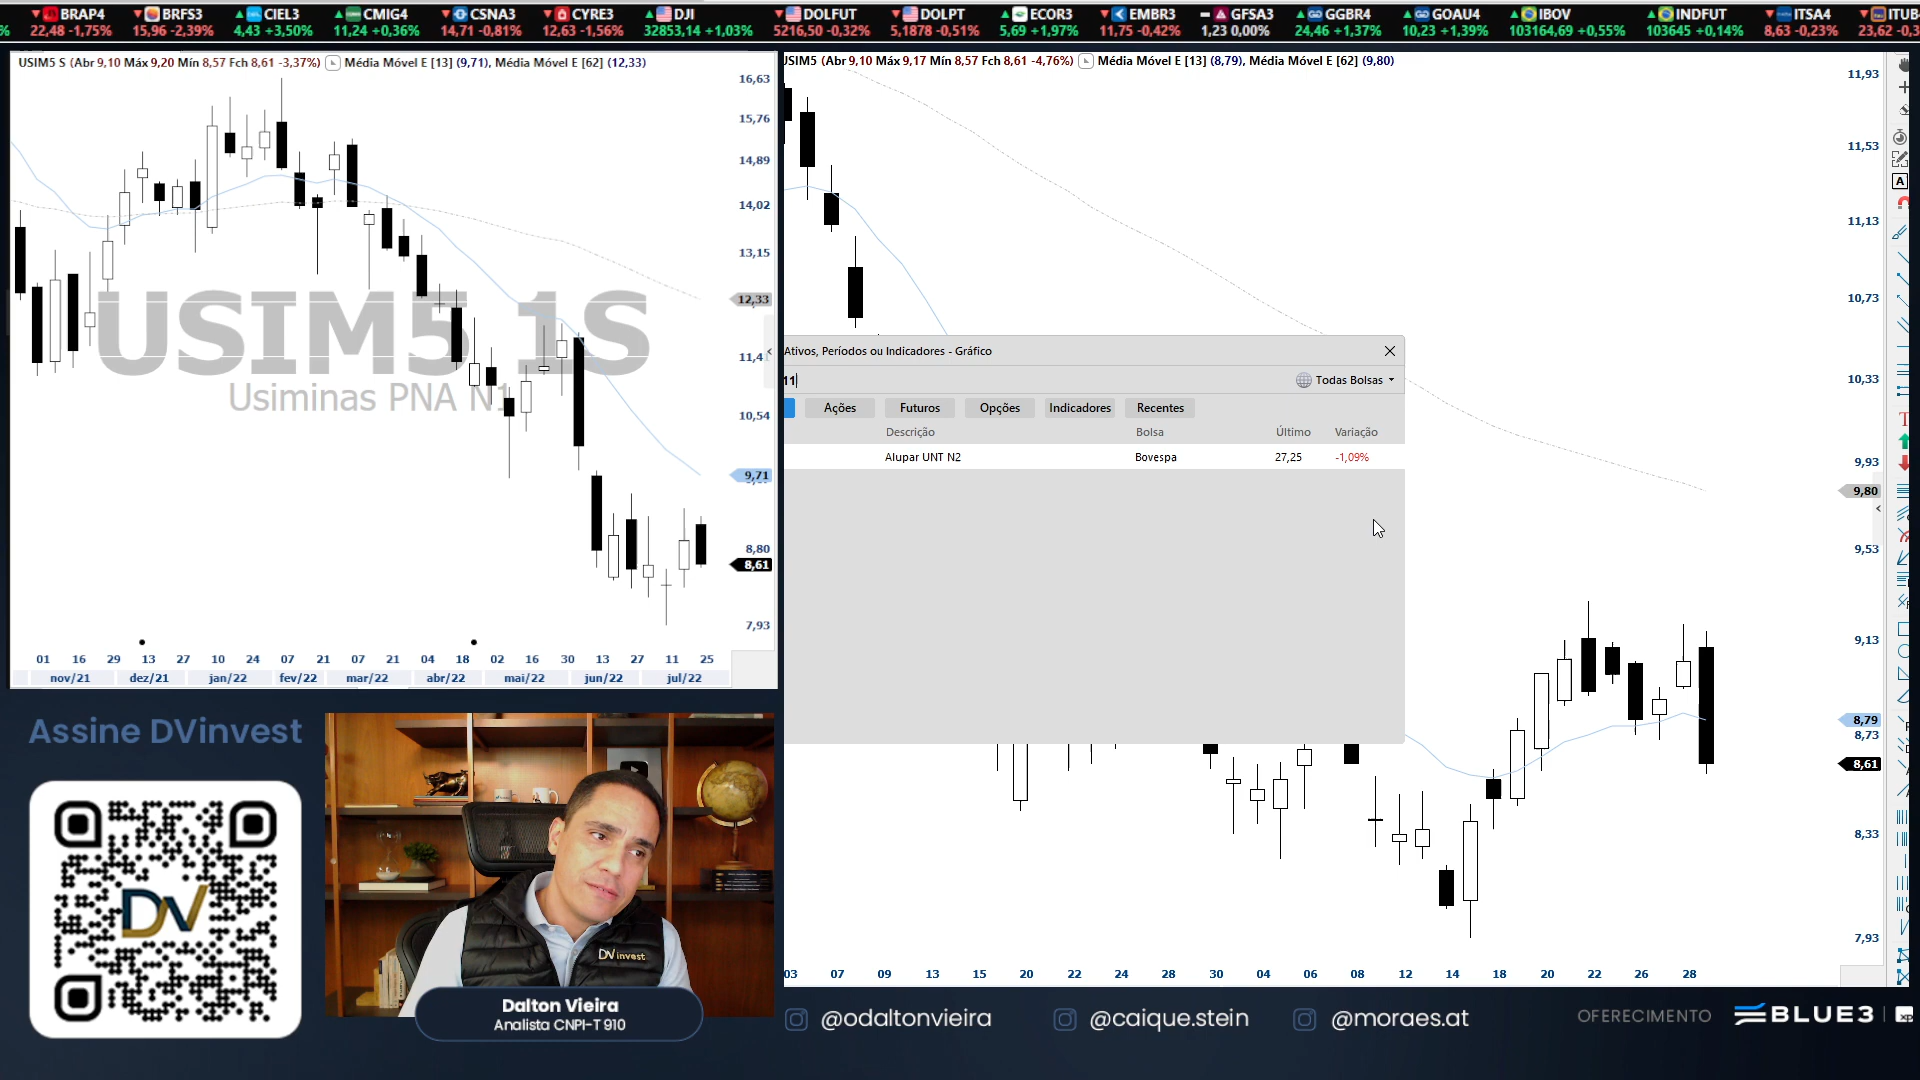 BRAP4 BRFS3 CIEL3 CMIG4 CSNA3 CYRE3 DJI DOLFUT DOLPT ECOR3 EMBR3 GFSA3 GGBR4 GOAU4 IBOV INDFUT ITSA4 ITUB
% 22,48 -1,75% 15,96 -2,39% 4,43 +3,50% 11,24 +0,36% 14,71 -0,81% 12,63 -1,56% 32853,14 +1,03% 5216,50 -0,32% 5,1878 -0,51% 5,69 +1,97% 11,75 -0,42% 1,23 0,00% 24,46 +1,37% 10,23 +1,39% 103164,69 +0,55% 103645 +0,14% 8,63 -0,23% 23,62 -0,3
USIM5 S (Abr 9,10 Máx 9,20 Mín 8,57 Fch 8,61 -3,37%) Média Móvel E [13] (9,71), Média Móvel E [62] (12,33)
16,63
15,76
14,89
14,02
13,15
12,33
11,4
10,54
9,71
8,80
8,61
7,93
USIM5 1S
Usiminas PNA N1
01 16 29 13 27 10 24 07 21 07 21 04 18 02 16 30 13 27 11 25
nov/21 dez/21 jan/22 fev/22 mar/22 abr/22 mai/22 jun/22 jul/22
USIM5 (Abr 9,10 Máx 9,17 Mín 8,57 Fch 8,61 -4,76%) Média Móvel E [13] (8,79), Média Móvel E [62] (9,80)
11,93
11,53
11,13
10,73
10,33
9,93
9,80
9,53
9,13
8,79
8,73
8,61
8,33
7,93
Ativos, Períodos ou Indicadores - Gráfico
11 Todas Bolsas
Ações Futuros Opções Indicadores Recentes
Descrição Bolsa Último Variação
Alupar UNT N2 Bovespa 27,25 -1,09%
03 07 09 13 15 20 22 24 28 30 04 06 08 12 14 18 20 22 26 28
A
T
Assine DVinvest
DV
DVinvest
Dalton Vieira
Analista CNPI-T 910
@odaltonvieira @caique.stein @moraes.at
OFERECIMENTO BLUE3 xp